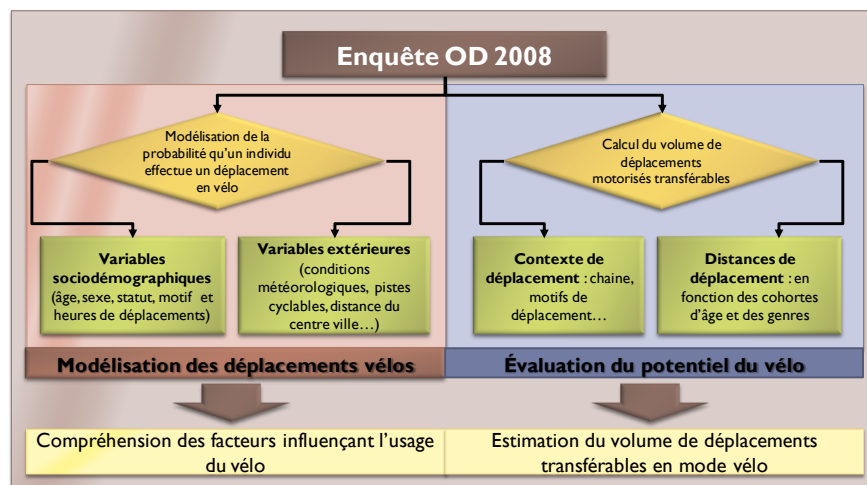 Enquête OD 2008
Modélisation de la
probabilité qu'un individu
effectue un déplacement
en vélo
Calcul du volume de
déplacements
motorisés transférables
Variables
sociodémographiques
(âge, sexe, statut, motif et
heures de déplacements)
Variables extérieures
(conditions
météorologiques, pistes
cyclables, distance du
centre ville…)
Contexte de
déplacement : chaine,
motifs de
déplacement…
Distances de
déplacement : en
fonction des cohortes
d'âge et des genres
Modélisation des déplacements vélos
Évaluation du potentiel du vélo
Compréhension des facteurs influençant l'usage
du vélo
Estimation du volume de déplacements
transférables en mode vélo